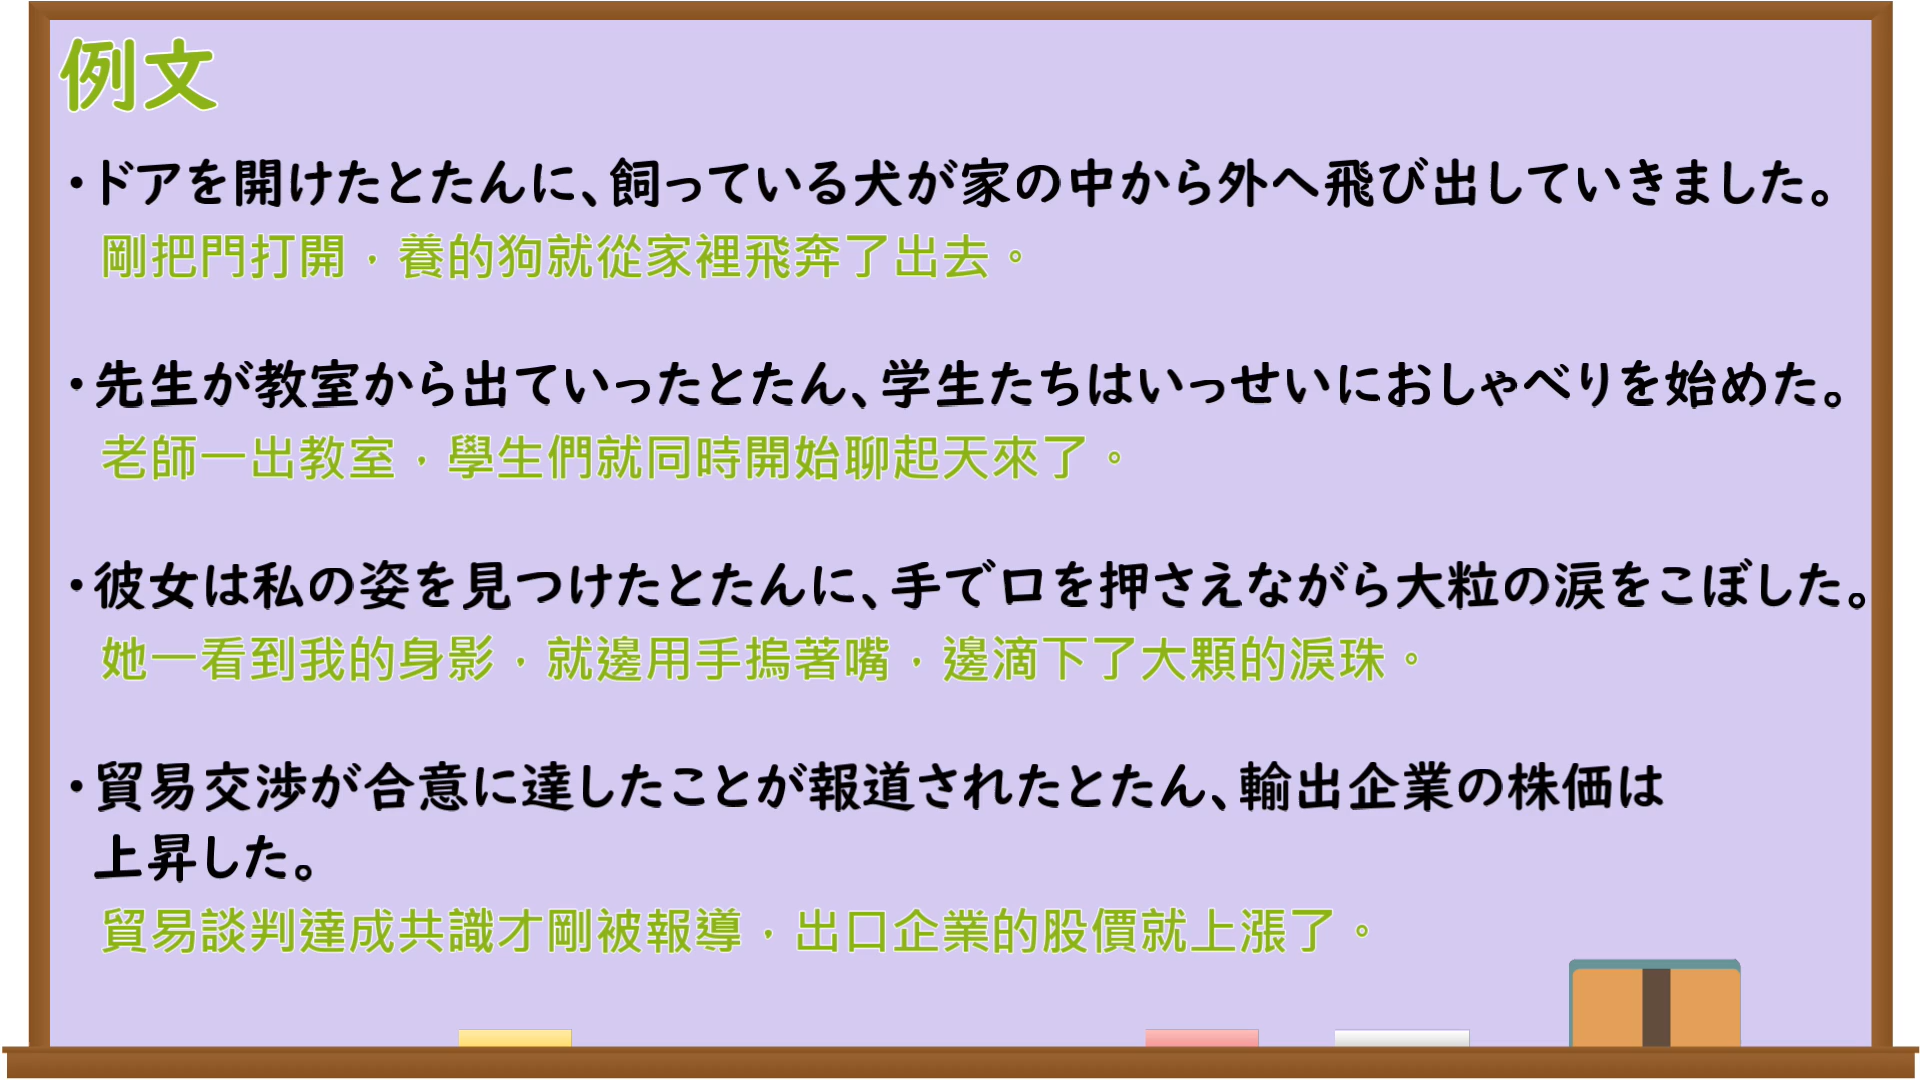 例文
・ドアを開けたとたんに、飼っている犬が家の中から外へ飛び出していきました。
剛把門打開，養的狗就從家裡飛奔了出去。
・先生が教室から出ていったとたん、学生たちはいっせいにおしゃべりを始めた。
老師一出教室，學生們就同時開始聊起天來了。
・彼女は私の姿を見つけたとたんに、手で口を押さえながら大粒の涙をこぼした。
她一看到我的身影，就邊用手摀著嘴，邊滴下了大顆的淚珠。
・貿易交渉が合意に達したことが報道されたとたん、輸出企業の株価は
上昇した。
貿易談判達成共識才剛被報導，出口企業的股價就上漲了。